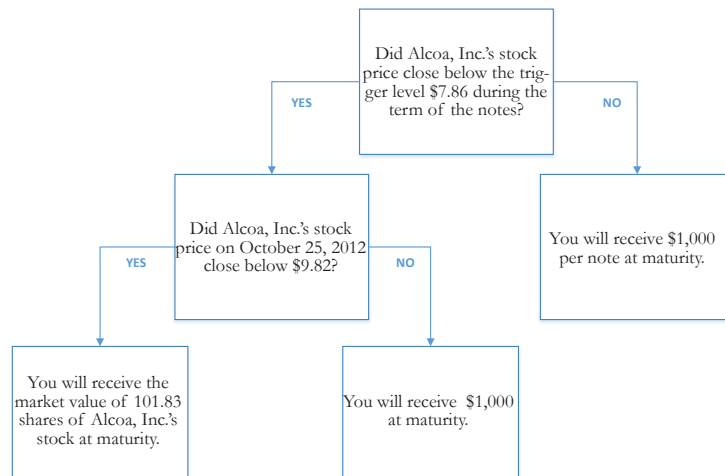 Did Alcoa, Inc.'s stock
price close below the trig-
ger level $7.86 during the
term of the notes?
YES
NO
Did Alcoa, Inc.'s stock
price on October 25, 2012
close below $9.82?
You will receive $1,000
per note at maturity.
YES
NO
You will receive the
market value of 101.83
shares of Alcoa, Inc.'s
stock at maturity.
You will receive $1,000
at maturity.